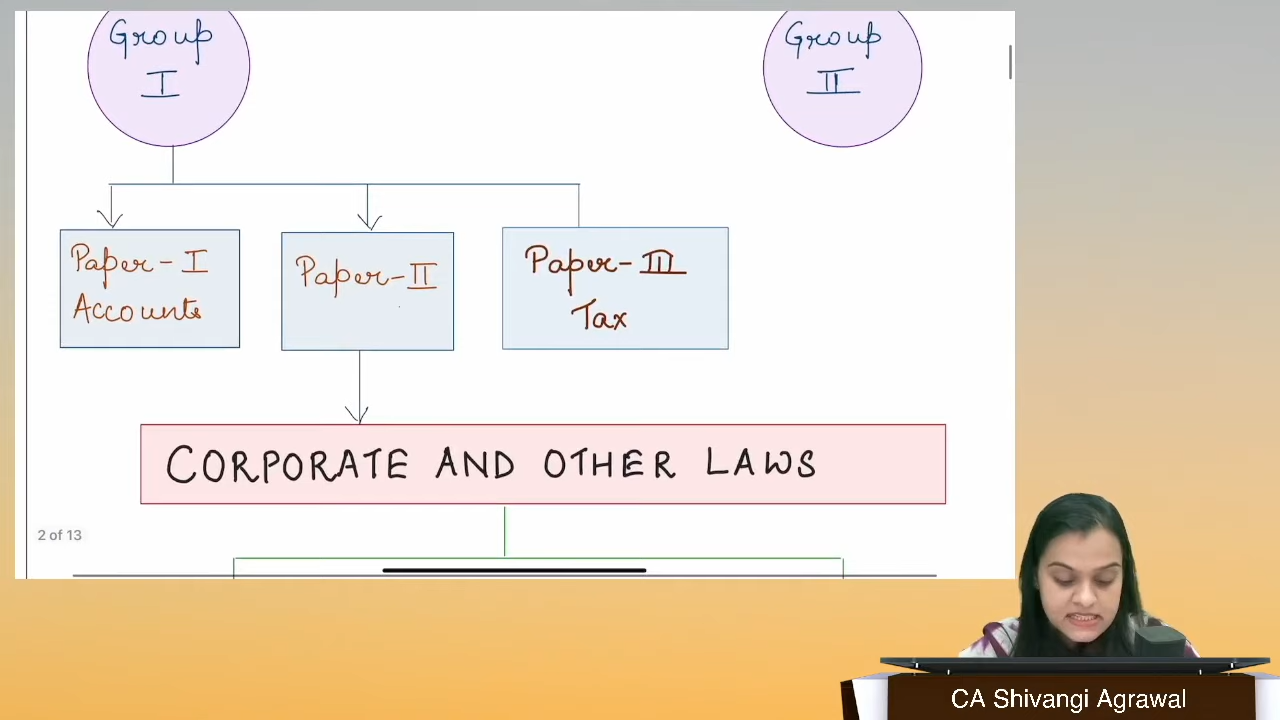 Group
I
Group
II
Paper-I
Accounts
Paper-II
Paper-III
Tax
CORPORATE AND OTHER LAWS
2 of 13
CA Shivangi Agrawal